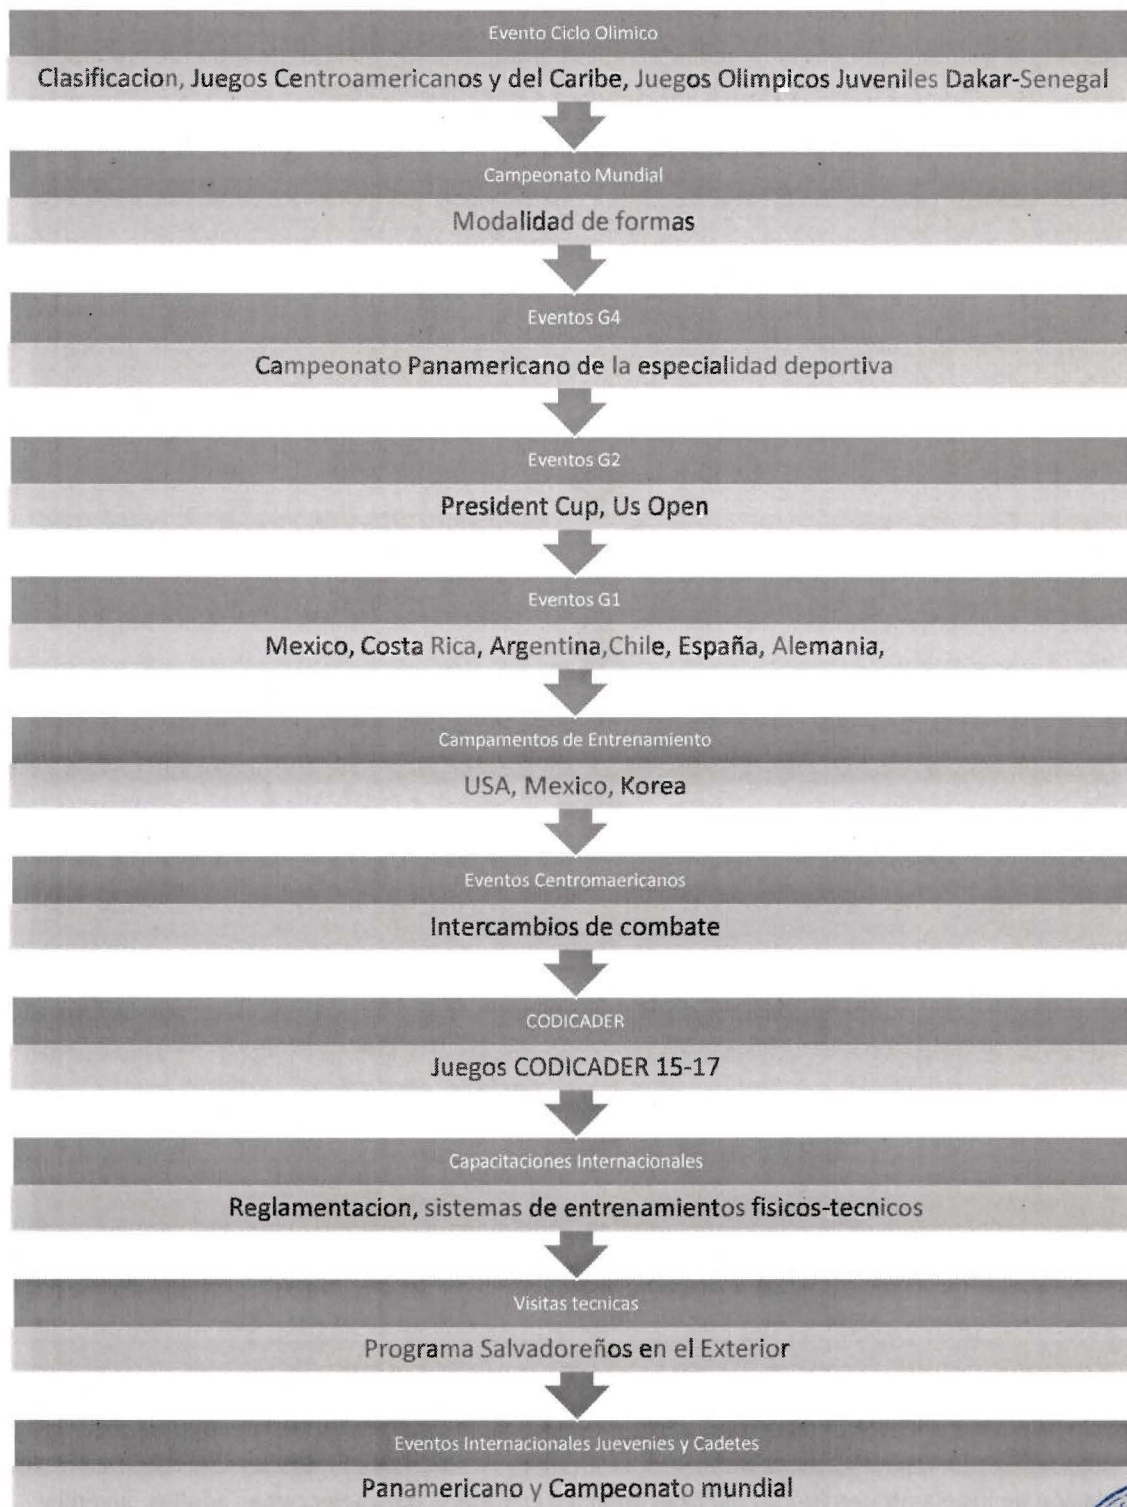 Evento Ciclo Olimico
Clasificacion, Juegos Centroamericanos y del Caribe, Juegos Olimpicos Juveniles Dakar-Senegal
Campeonato Mundial
Modalidad de formas
Eventos G4
Campeonato Panamericano de la especialidad deportiva
Eventos G2
President Cup, Us Open
Eventos G1
Mexico, Costa Rica, Argentina,Chile, España, Alemania,
Campamentos de Entrenamiento
USA, Mexico, Korea
Eventos Centromaericanos
Intercambios de combate
CODICADER
Juegos CODICADER 15-17
Capacitaciones Internacionales
Reglamentacion, sistemas de entrenamientos fisicos-tecnicos
Visitas tecnicas
Programa Salvadoreños en el Exterior
Eventos Internacionales Juevenies y Cadetes
Panamericano y Campeonato mundial